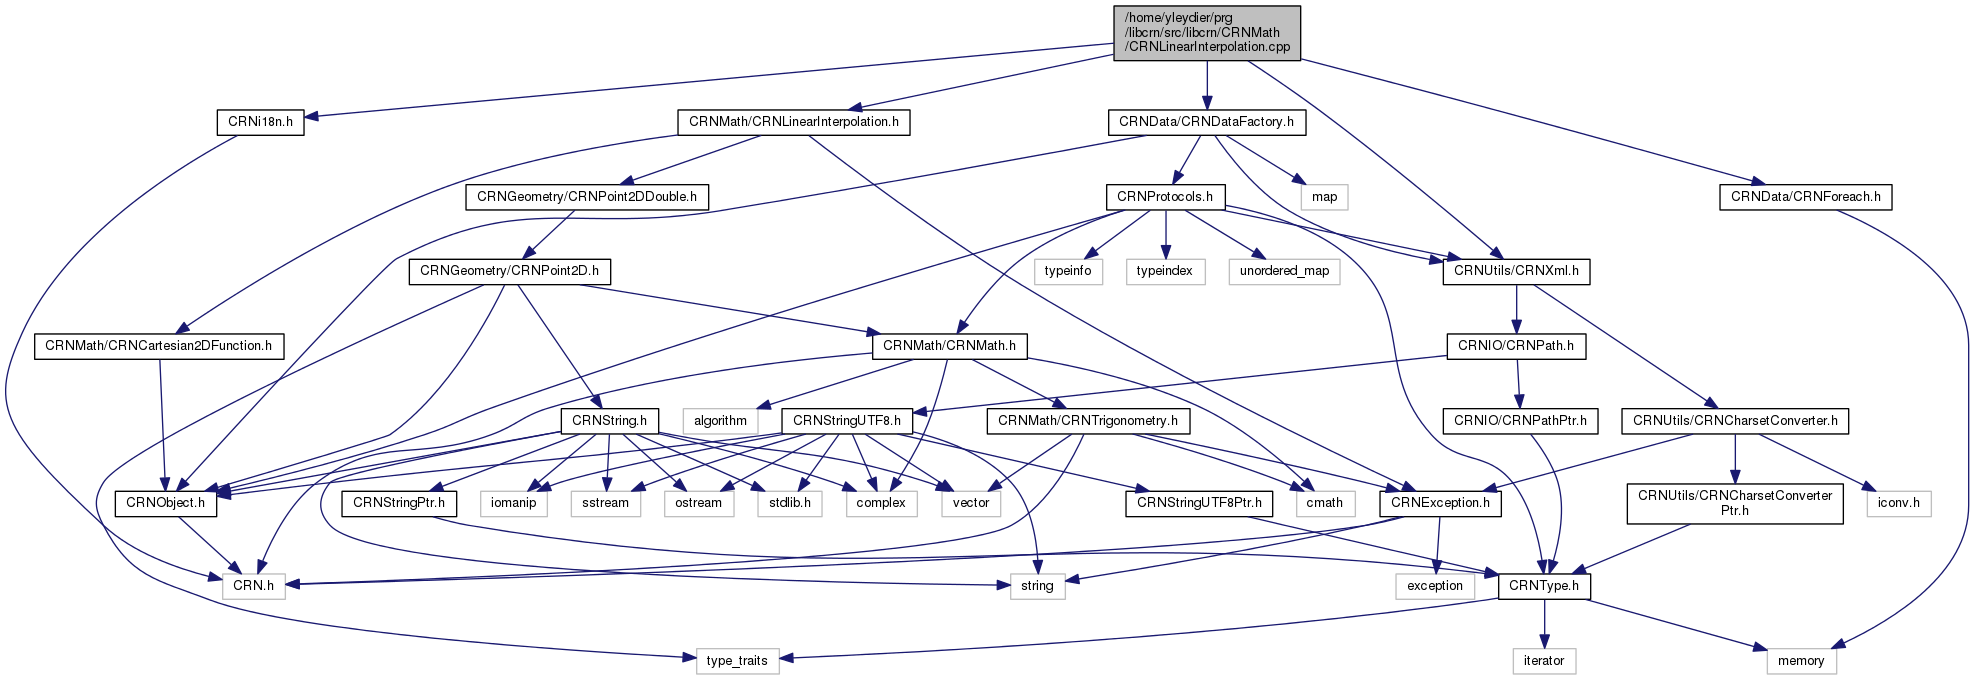 /home/yleydier/prg
/libcrn/src/libcrn/CRNMath
/CRNLinearInterpolation.cpp
CRNi18n.h
CRNMath/CRNLinearInterpolation.h
CRNData/CRNDataFactory.h
CRNGeometry/CRNPoint2DDouble.h
CRNProtocols.h
map
CRNData/CRNForeach.h
CRNGeometry/CRNPoint2D.h
typeinfo
typeindex
unordered_map
CRNUtils/CRNXml.h
CRNMath/CRNCartesian2DFunction.h
CRNMath/CRNMath.h
CRNIO/CRNPath.h
CRNString.h
algorithm
CRNStringUTF8.h
CRNMath/CRNTrigonometry.h
CRNIO/CRNPathPtr.h
CRNUtils/CRNCharsetConverter.h
CRNObject.h
CRNStringPtr.h
iomanip
sstream
ostream
stdlib.h
complex
vector
CRNStringUTF8Ptr.h
cmath
CRNException.h
CRNUtils/CRNCharsetConverter
Ptr.h
iconv.h
CRN.h
string
exception
CRNType.h
type_traits
iterator
memory